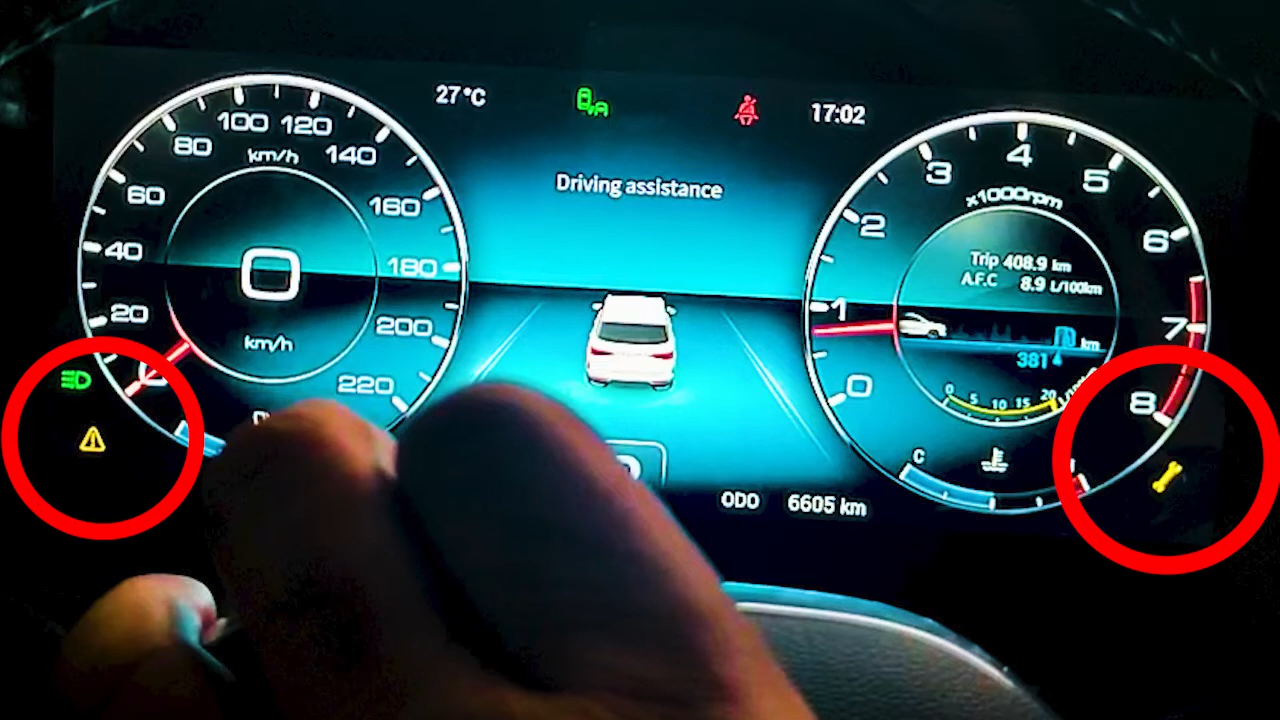 27°C
A
17:02
Driving assistance
0
20
40
60
80
100
120
140
160
180
200
220
km/h
0
km/h
0
1
2
3
4
5
6
7
8
x1000rpm
Trip 408.9 km
A.F.C 8.9 L/100km
km
381
0 5 10 15 20
C
ODO 6605 km